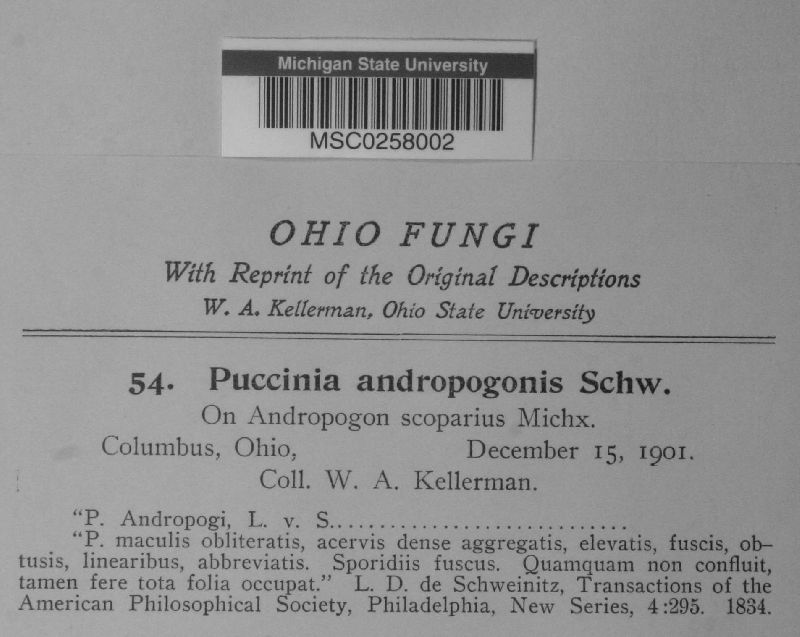 Michigan State University
MSC0258002
OHIO FUNGI
With Reprint of the Original Descriptions
W. A. Kellerman, Ohio State University
54. Puccinia andropogonis Schw.
On Andropogon scoparius Michx.
Columbus, Ohio, December 15, 1901.
Coll. W. A. Kellerman.
“P. Andropogi, L. v. S..............................
“P. maculis obliteratis, acervis dense aggregatis, elevatis, fuscis, ob-
tusis, linearibus, abbreviatis. Sporidiis fuscus. Quamquam non confluit,
tamen fere tota folia occupat.” L. D. de Schweinitz, Transactions of the
American Philosophical Society, Philadelphia, New Series, 4:295. 1834.